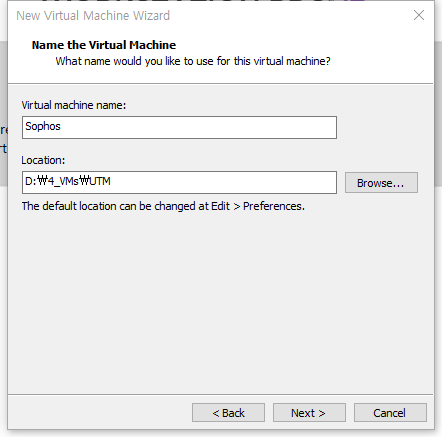 New Virtual Machine Wizard
Name the Virtual Machine
What name would you like to use for this virtual machine?
Virtual machine name:
Sophos
Location:
D:₩4_VMs₩UTM
Browse...
The default location can be changed at Edit > Preferences.
< Back
Next >
Cancel